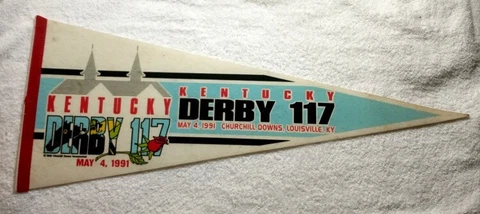 KENTUCKY
DERBY 117
MAY 4, 1991
KENTUCKY
DERBY 117
MAY 4, 1991 CHURCHILL DOWNS, LOUISVILLE, KY